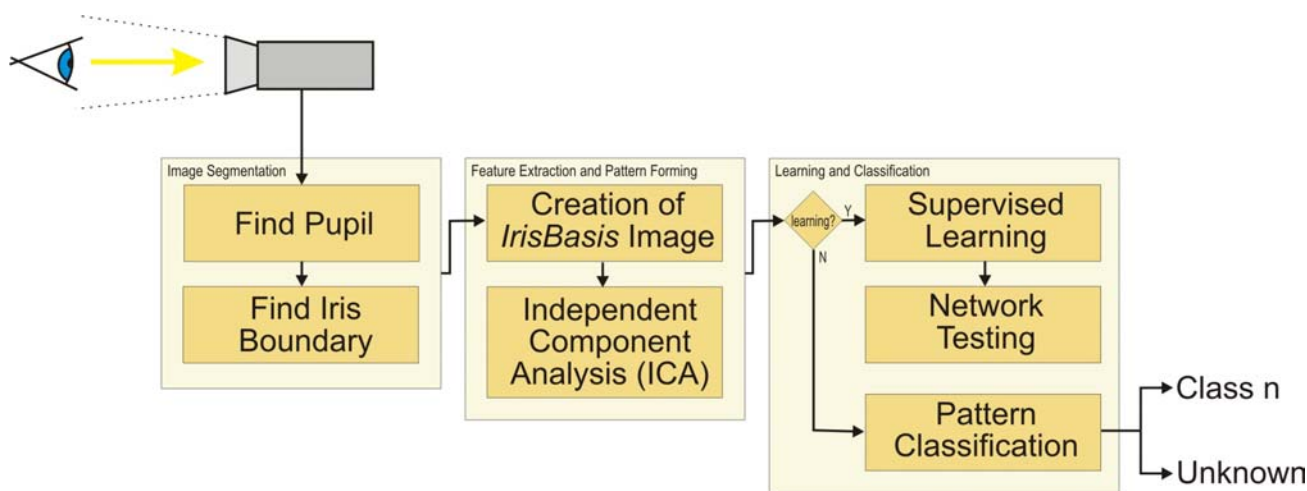 Image Segmentation
Find Pupil
Find Iris
Boundary
Feature Extraction and Pattern Forming
Creation of
IrisBasis Image
Independent
Component
Analysis (ICA)
Learning and Classification
learning?
Y
N
Supervised
Learning
Network
Testing
Pattern
Classification
Class n
Unknown